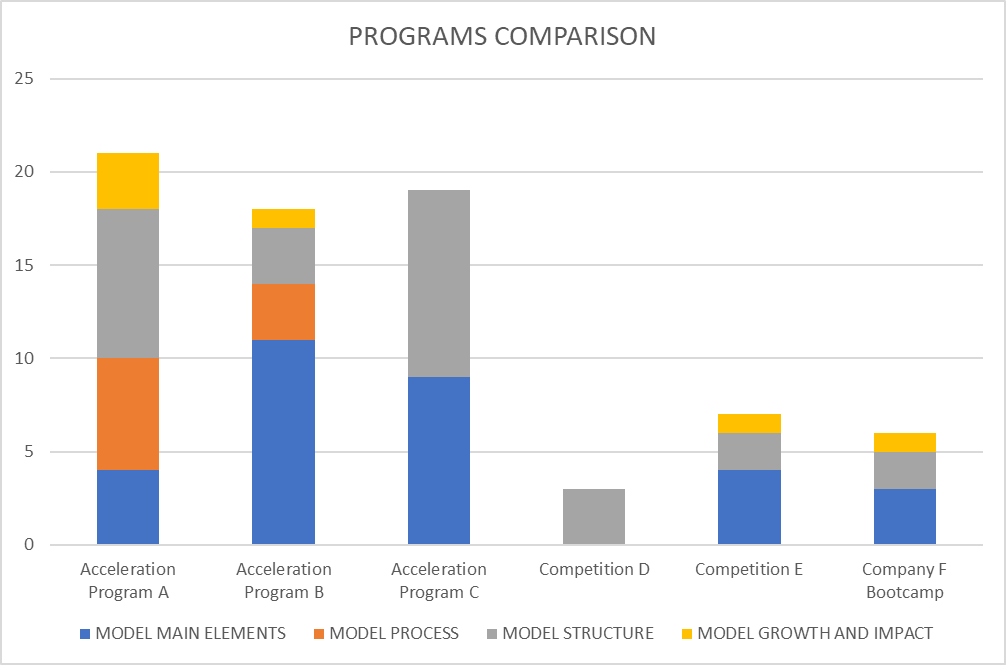 PROGRAMS COMPARISON
25
20
15
10
5
0
Acceleration
Program A
Acceleration
Program B
Acceleration
Program C
Competition D
Competition E
Company F
Bootcamp
MODEL MAIN ELEMENTS
MODEL PROCESS
MODEL STRUCTURE
MODEL GROWTH AND IMPACT